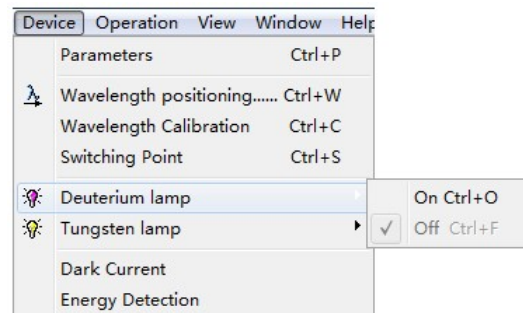 Device Operation View Window Help
Parameters Ctrl+P
Wavelength positioning...... Ctrl+W
Wavelength Calibration Ctrl+C
Switching Point Ctrl+S
Deuterium lamp
On Ctrl+O
Tungsten lamp
Off Ctrl+F
Dark Current
Energy Detection